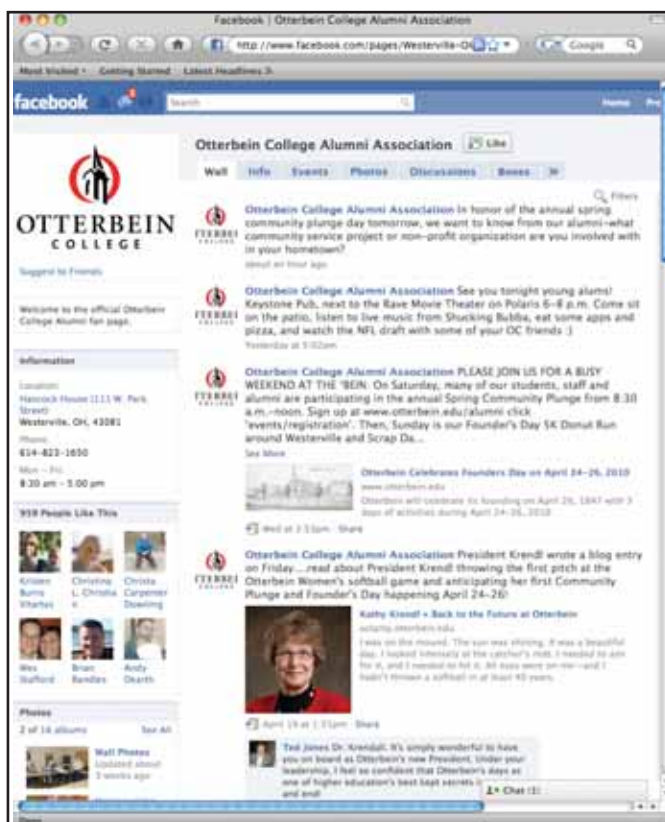 Facebook | Otterbein College Alumni Association
http://www.facebook.com/pages/Westerville-O
Google
Most Visited Getting Started Latest Headlines
facebook
Search
Home
Otterbein College Alumni Association
Like
Wall Info Events Photos Discussions Boxes
Filters
OTTERBEIN
COLLEGE
Suggest to Friends
Welcome to the official Otterbein
College Alumni fan page.
Information
Location:
Hancock House (111 W. Park
Street)
Westerville, OH, 43081
Phone:
614-823-1650
Mon - Fri:
8:30 am - 5:00 pm
959 People Like This
Kristen
Burns
Christina
L. Christia
n
Christa
Carpenter
Dowling
Wes
Stafford
Brian
Andy
Photos
2 of 16 albums See All
Wall Photos
Updated about
3 weeks ago
Otterbein College Alumni Association In honor of the annual spring
community plunge day tomorrow, we want to know from our alumni-what
community service project or non-profit organization are you involved with
in your hometown?
about an hour ago
Otterbein College Alumni Association See you tonight young alums!
Keystone Pub, next to the Rave Movie Theater on Polaris 6-8 p.m. Come sit
on the patio, listen to live music from Shucking Bubba, eat some apps and
pizza, and watch the NFL draft with some of your OC friends :)
Yesterday at 5:02am
Otterbein College Alumni Association PLEASE JOIN US FOR A BUSY
WEEKEND AT THE 'BEIN: On Saturday, many of our students, staff and
alumni are participating in the annual Spring Community Plunge from 8:30
a.m.-noon. Sign up at www.otterbein.edu/alumni click
'events/registration'. Then, Sunday is our Founder's Day 5K Donut Run
around Westerville and Scrap Da...
See More
Otterbein Celebrates Founders Day on April 24-26, 2010
www.otterbein.edu
Otterbein will celebrate its founding on April 26, 1847 with 3
days of activities during April 24-26, 2010
Wed at 2:53pm · Share
Otterbein College Alumni Association President Krendl wrote a blog entry
on Friday....read about President Krendl throwing the first pitch at the
Otterbein Women's softball game and anticipating her first Community
Plunge and Founder's Day happening April 24-26!
Kathy Krendl » Back to the Future at Otterbein
otterbein.edu
I was on the mound. The sun was shining. It was a beautiful
day. I looked intensely at the catcher's mitt. I needed to aim
for it, and I needed to hit it. All eyes were on me-and I
hadn't thrown a softball in at least 40 years.
April 19 at 1:51pm · Share
Ted Jones Dr. Krendall. It's simply wonderful to have
you on board as Otterbein's new President. Under your
leadership, I feel so confident that Otterbein's days as
one of higher education's best kept secrets
and end!
Chat